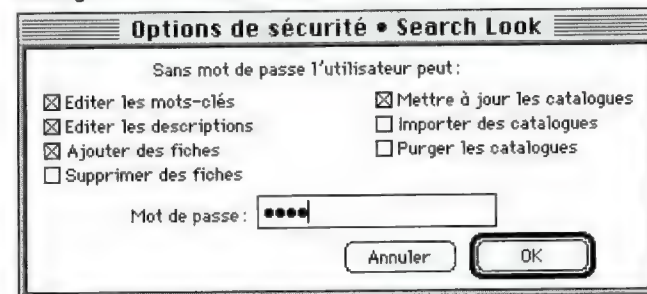 Options de sécurité • Search Look
Sans mot de passe l'utilisateur peut :
Editer les mots-clés
Mettre à jour les catalogues
Editer les descriptions
Importer des catalogues
Ajouter des fiches
Purger les catalogues
Supprimer des fiches
Mot de passe : ••••
Annuler
OK